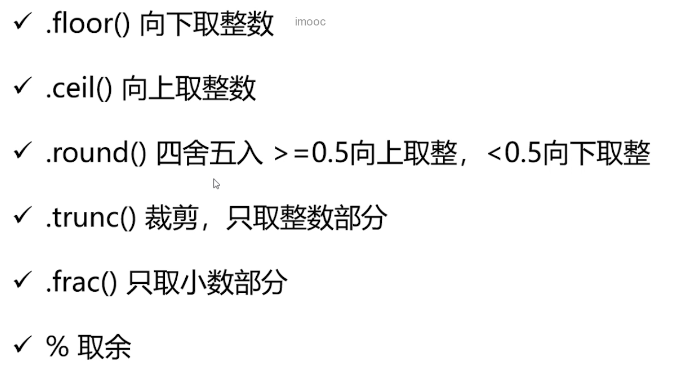 ✓ .floor() 向下取整数 imooc
✓ .ceil() 向上取整数
✓ .round() 四舍五入 >=0.5向上取整，<0.5向下取整
✓ .trunc() 裁剪，只取整数部分
✓ .frac() 只取小数部分
✓ % 取余